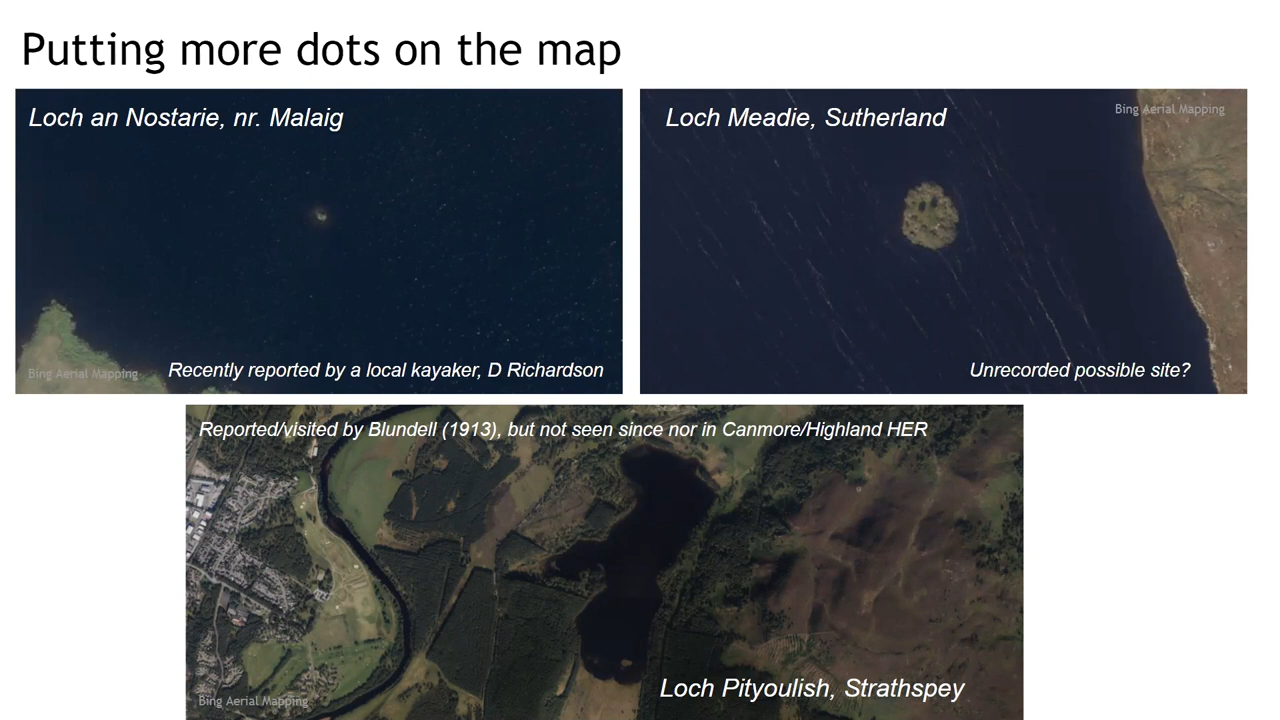 Putting more dots on the map
Loch an Nostarie, nr. Malaig
Recently reported by a local kayaker, D Richardson
Bing Aerial Mapping
Loch Meadie, Sutherland
Bing Aerial Mapping
Unrecorded possible site?
Reported/visited by Blundell (1913), but not seen since nor in Canmore/Highland HER
Loch Pityoulish, Strathspey
Bing Aerial Mapping